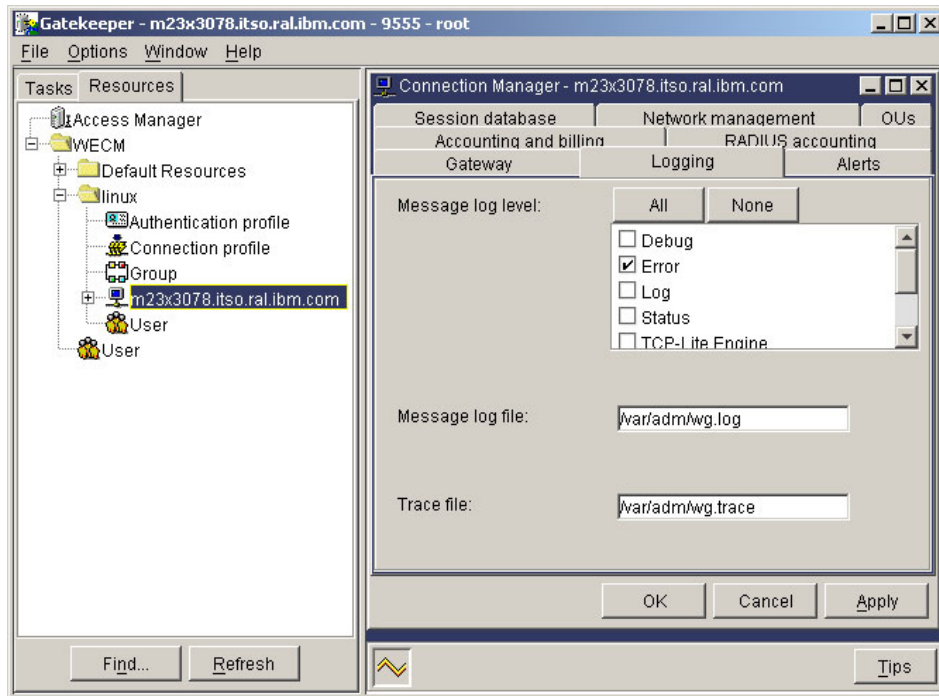 Gatekeeper - m23x3078.itso.ral.ibm.com - 9555 - root
File Options Window Help
Tasks Resources
Access Manager
WECM
Default Resources
linux
Authentication profile
Connection profile
Group
m23x3078.itso.ral.ibm.com
User
User
Find... Refresh
Connection Manager - m23x3078.itso.ral.ibm.com
Session database Network management OUs
Accounting and billing RADIUS accounting
Gateway Logging Alerts
Message log level: All None
Debug
Error
Log
Status
TCP-Lite Engine
Message log file: /var/adm/wg.log
Trace file: /var/adm/wg.trace
OK Cancel Apply
Tips